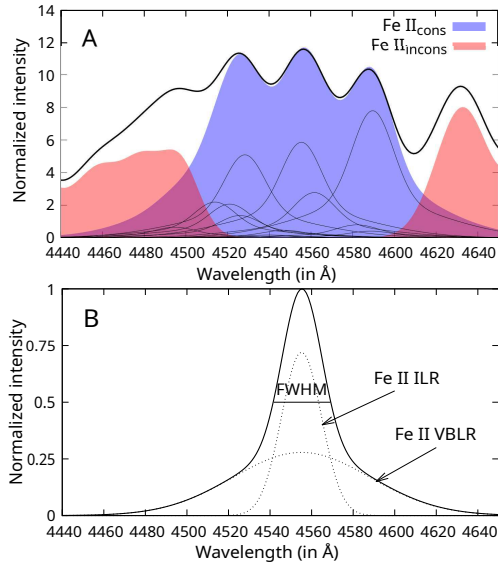 14
12
10
8
6
4
2
0
Normalized intensity
A
Fe II cons
Fe II incons
4440 4460 4480 4500 4520 4540 4560 4580 4600 4620 4640
Wavelength (in Å)
1
0.75
0.5
0.25
0
Normalized intensity
B
FWHM
Fe II ILR
Fe II VBLR
4440 4460 4480 4500 4520 4540 4560 4580 4600 4620 4640
Wavelength (in Å)